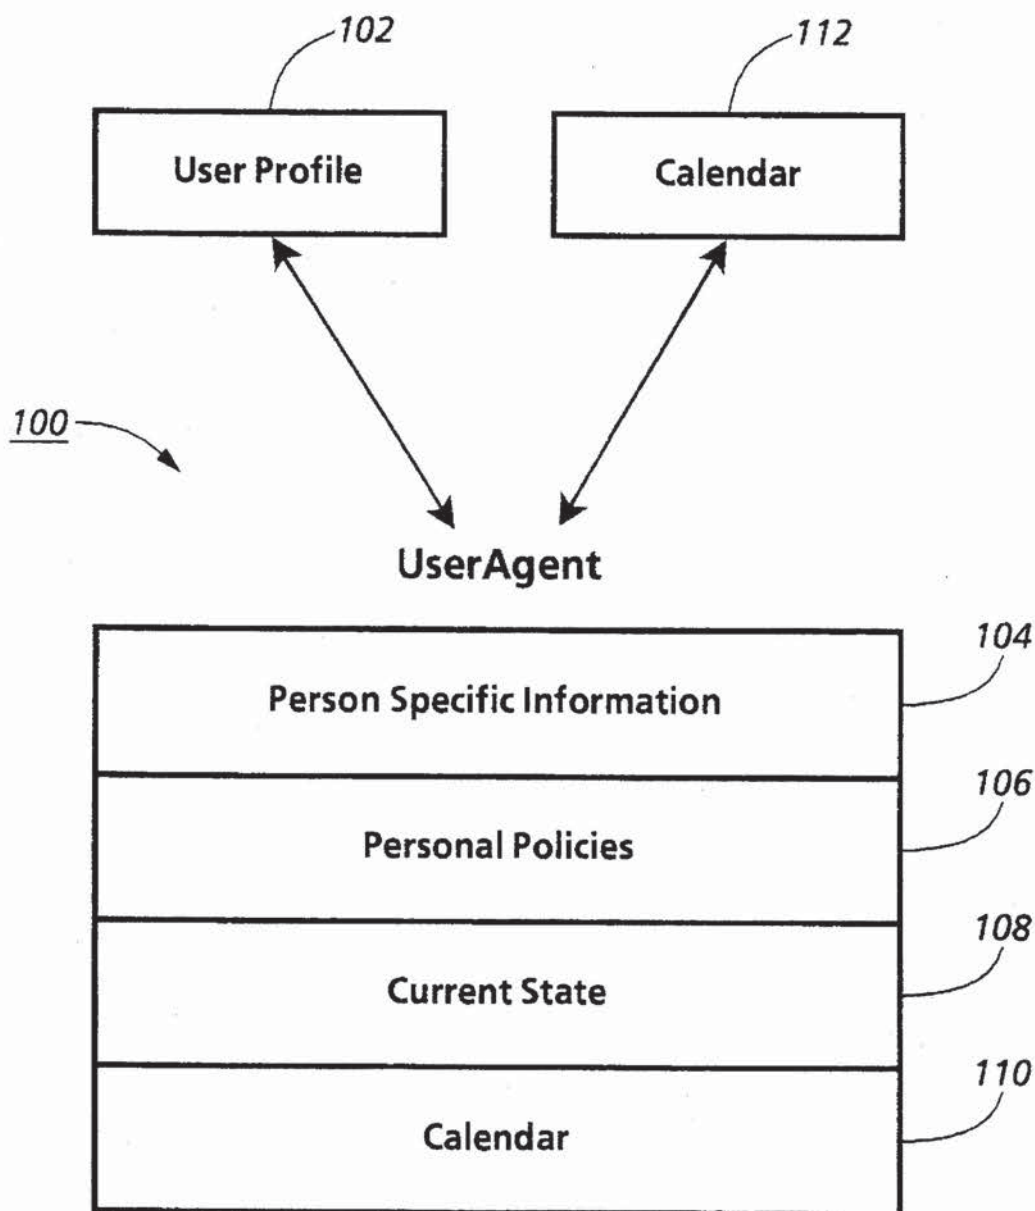 102
112
User Profile
Calendar
100
UserAgent
104
Person Specific Information
106
Personal Policies
108
Current State
110
Calendar